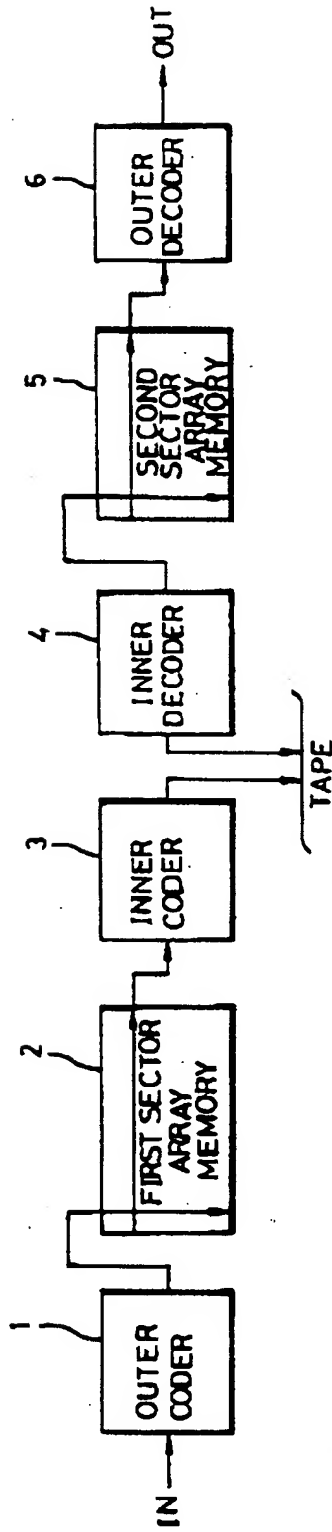 IN
1
OUTER
CODER
2
FIRST SECTOR
ARRAY
MEMORY
3
INNER
CODER
TAPE
4
INNER
DECODER
5
SECOND
SECTOR
ARRAY
MEMORY
6
OUTER
DECODER
OUT